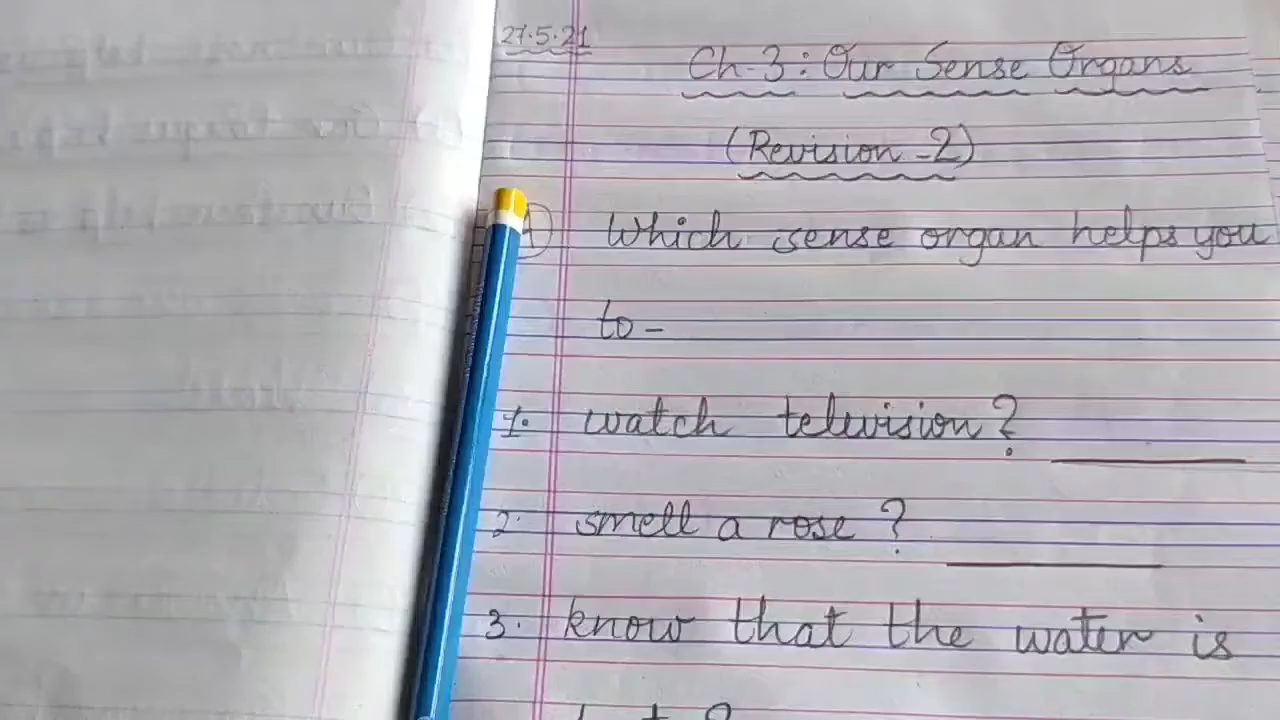 27.5.21
Ch-3: Our Sense Organs
(Revision-2)
A) Which sense organ helps you
to-
1. watch television?
2. smell a rose?
3. know that the water is